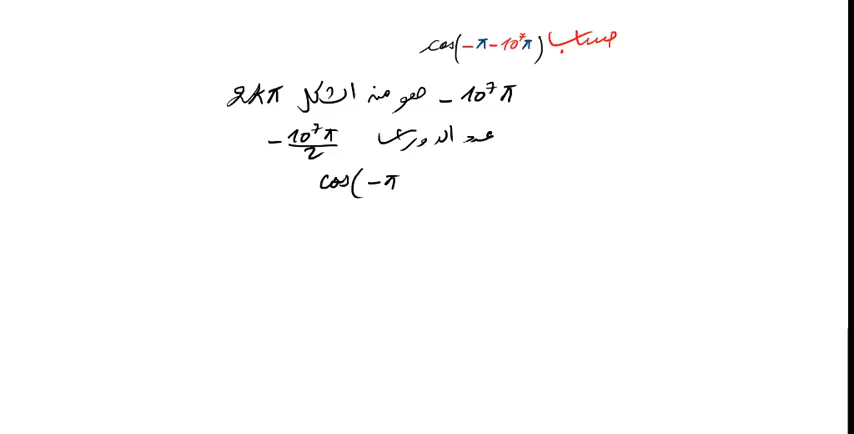 حساب cos(-π-10⁷π)
-10⁷π هو من الشكل 2kπ
عدد الدورات -10⁷π/2
cos(-π